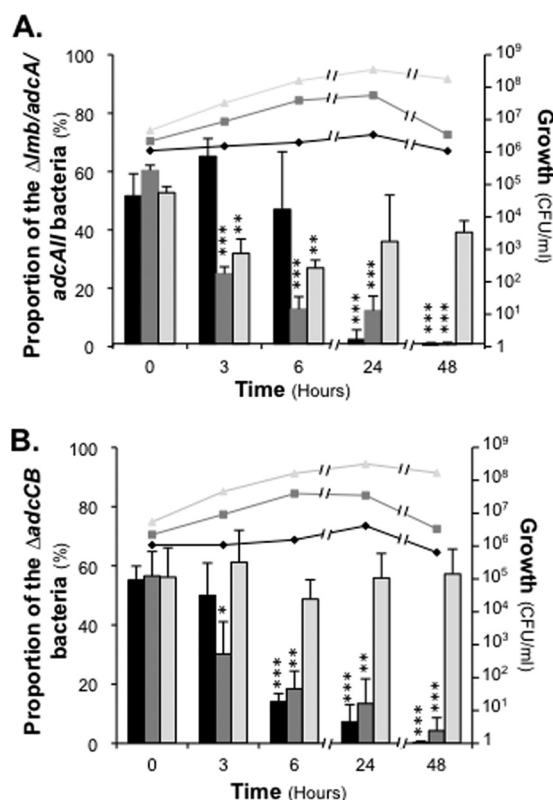 A.
Proportion of the Δlmb/adcA/
adcAII bacteria (%)
100
80
60
40
20
0
*** **
*** **
*** ***
*** ***
10⁹
10⁸
10⁷
10⁶
10⁵
10⁴
10³
10²
10¹
1
Growth
(CFU/ml)
0 3 6 24 48
Time (Hours)
B.
Proportion of the ΔadcCB
bacteria (%)
100
80
60
40
20
0
*
*** **
*** **
*** ***
10⁹
10⁸
10⁷
10⁶
10⁵
10⁴
10³
10²
10¹
1
Growth
(CFU/ml)
0 3 6 24 48
Time (Hours)